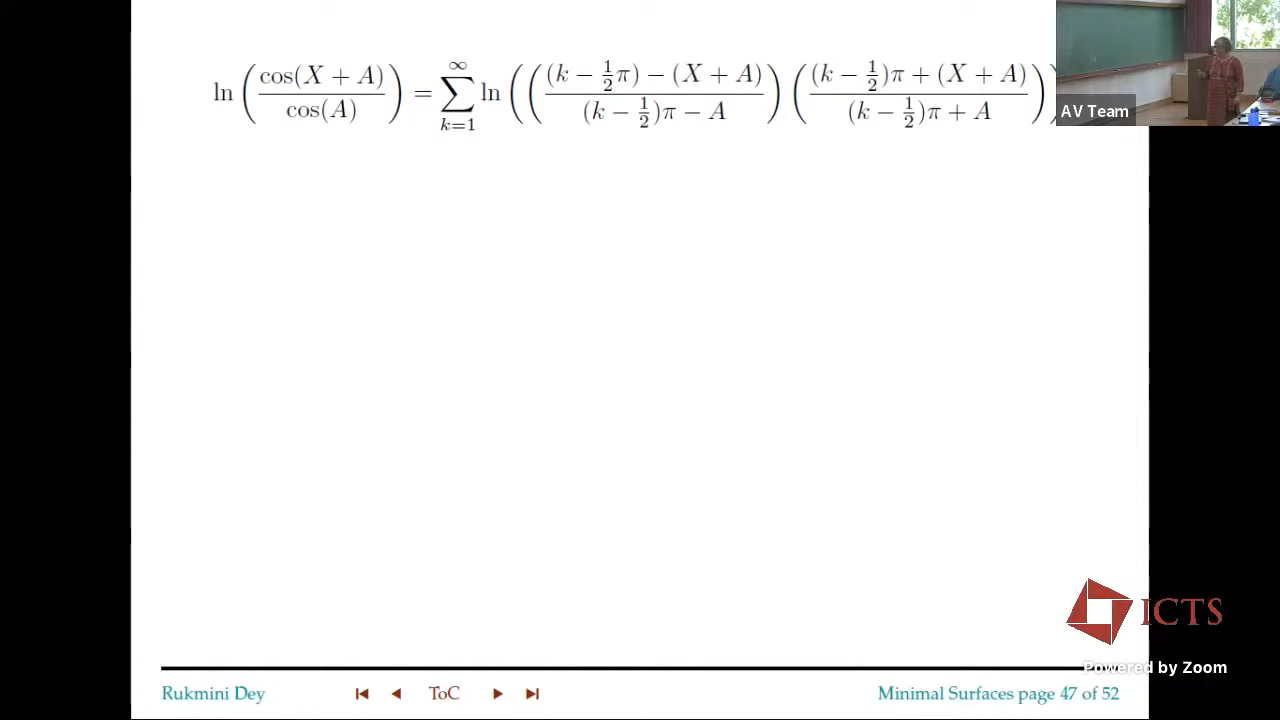 ln ( cos(X + A) / cos(A) ) = ∑_{k=1}^{∞} ln ( ( (k − 1/2 π) − (X + A) / (k − 1/2)π − A ) ( (k − 1/2)π + (X + A) / (k − 1/2)π + A ) )
AV Team
ICTS
Powered by Zoom
Rukmini Dey ToC Minimal Surfaces page 47 of 52